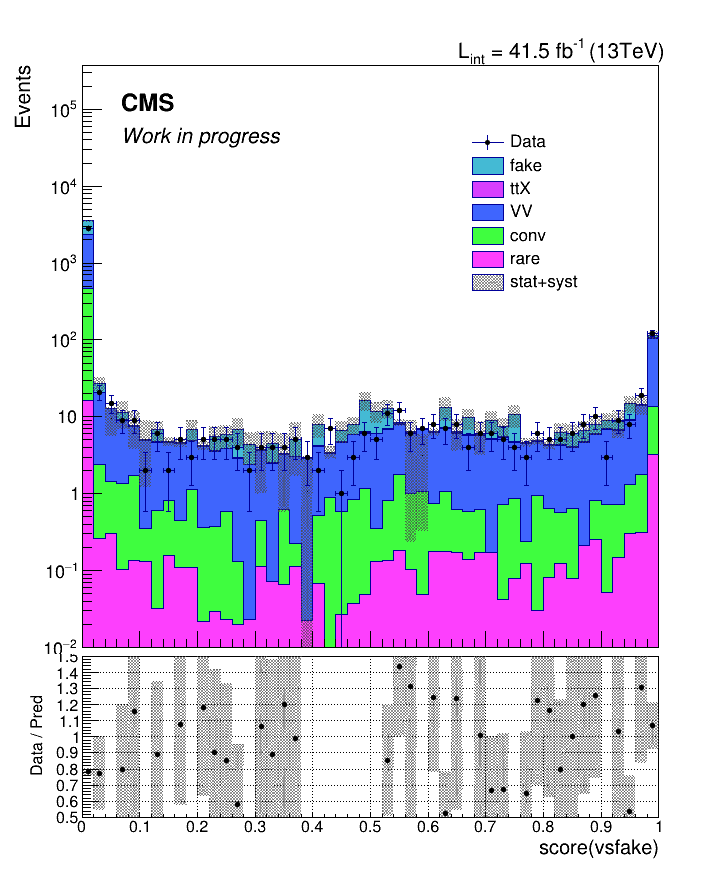 L_int = 41.5 fb^-1 (13TeV)
Events
CMS
Work in progress
Data
fake
ttX
VV
conv
rare
stat+syst
10^5
10^4
10^3
10^2
10
1
10^−1
10^−2
Data / Pred
1.5
1.4
1.3
1.2
1.1
1
0.9
0.8
0.7
0.6
0.5
0 0.1 0.2 0.3 0.4 0.5 0.6 0.7 0.8 0.9 1
score(vsfake)